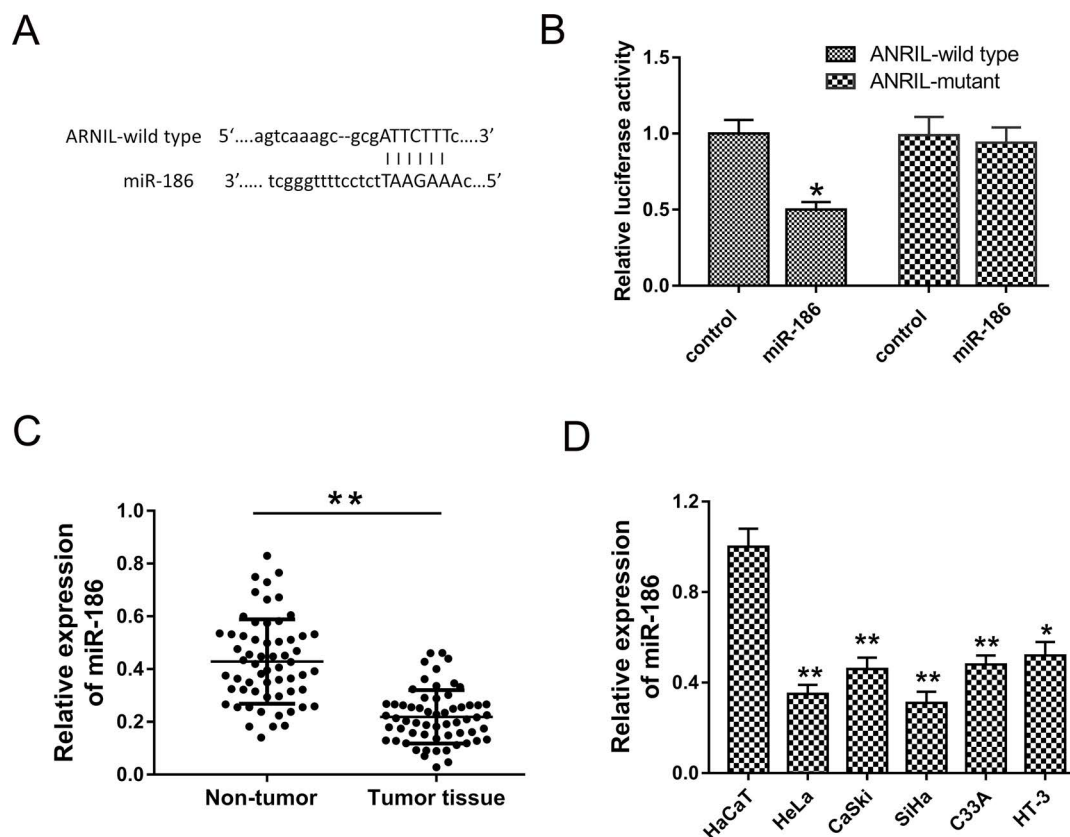 A
ARNIL-wild type 5‘....agtcaaagc--gcgATTCTTTc....3’
miR-186 3’..... tcgggttttcctctTAAGAAAc...5’
B
Relative luciferase activity
1.5
1.0
0.5
0.0
ANRIL-wild type
ANRIL-mutant
*
control
miR-186
control
miR-186
C
Relative expression
of miR-186
1.0
0.8
0.6
0.4
0.2
0.0
**
Non-tumor
Tumor tissue
D
Relative expression
of miR-186
1.2
0.8
0.4
0.0
**
**
**
**
*
HaCaT
HeLa
CaSki
SiHa
C33A
HT-3